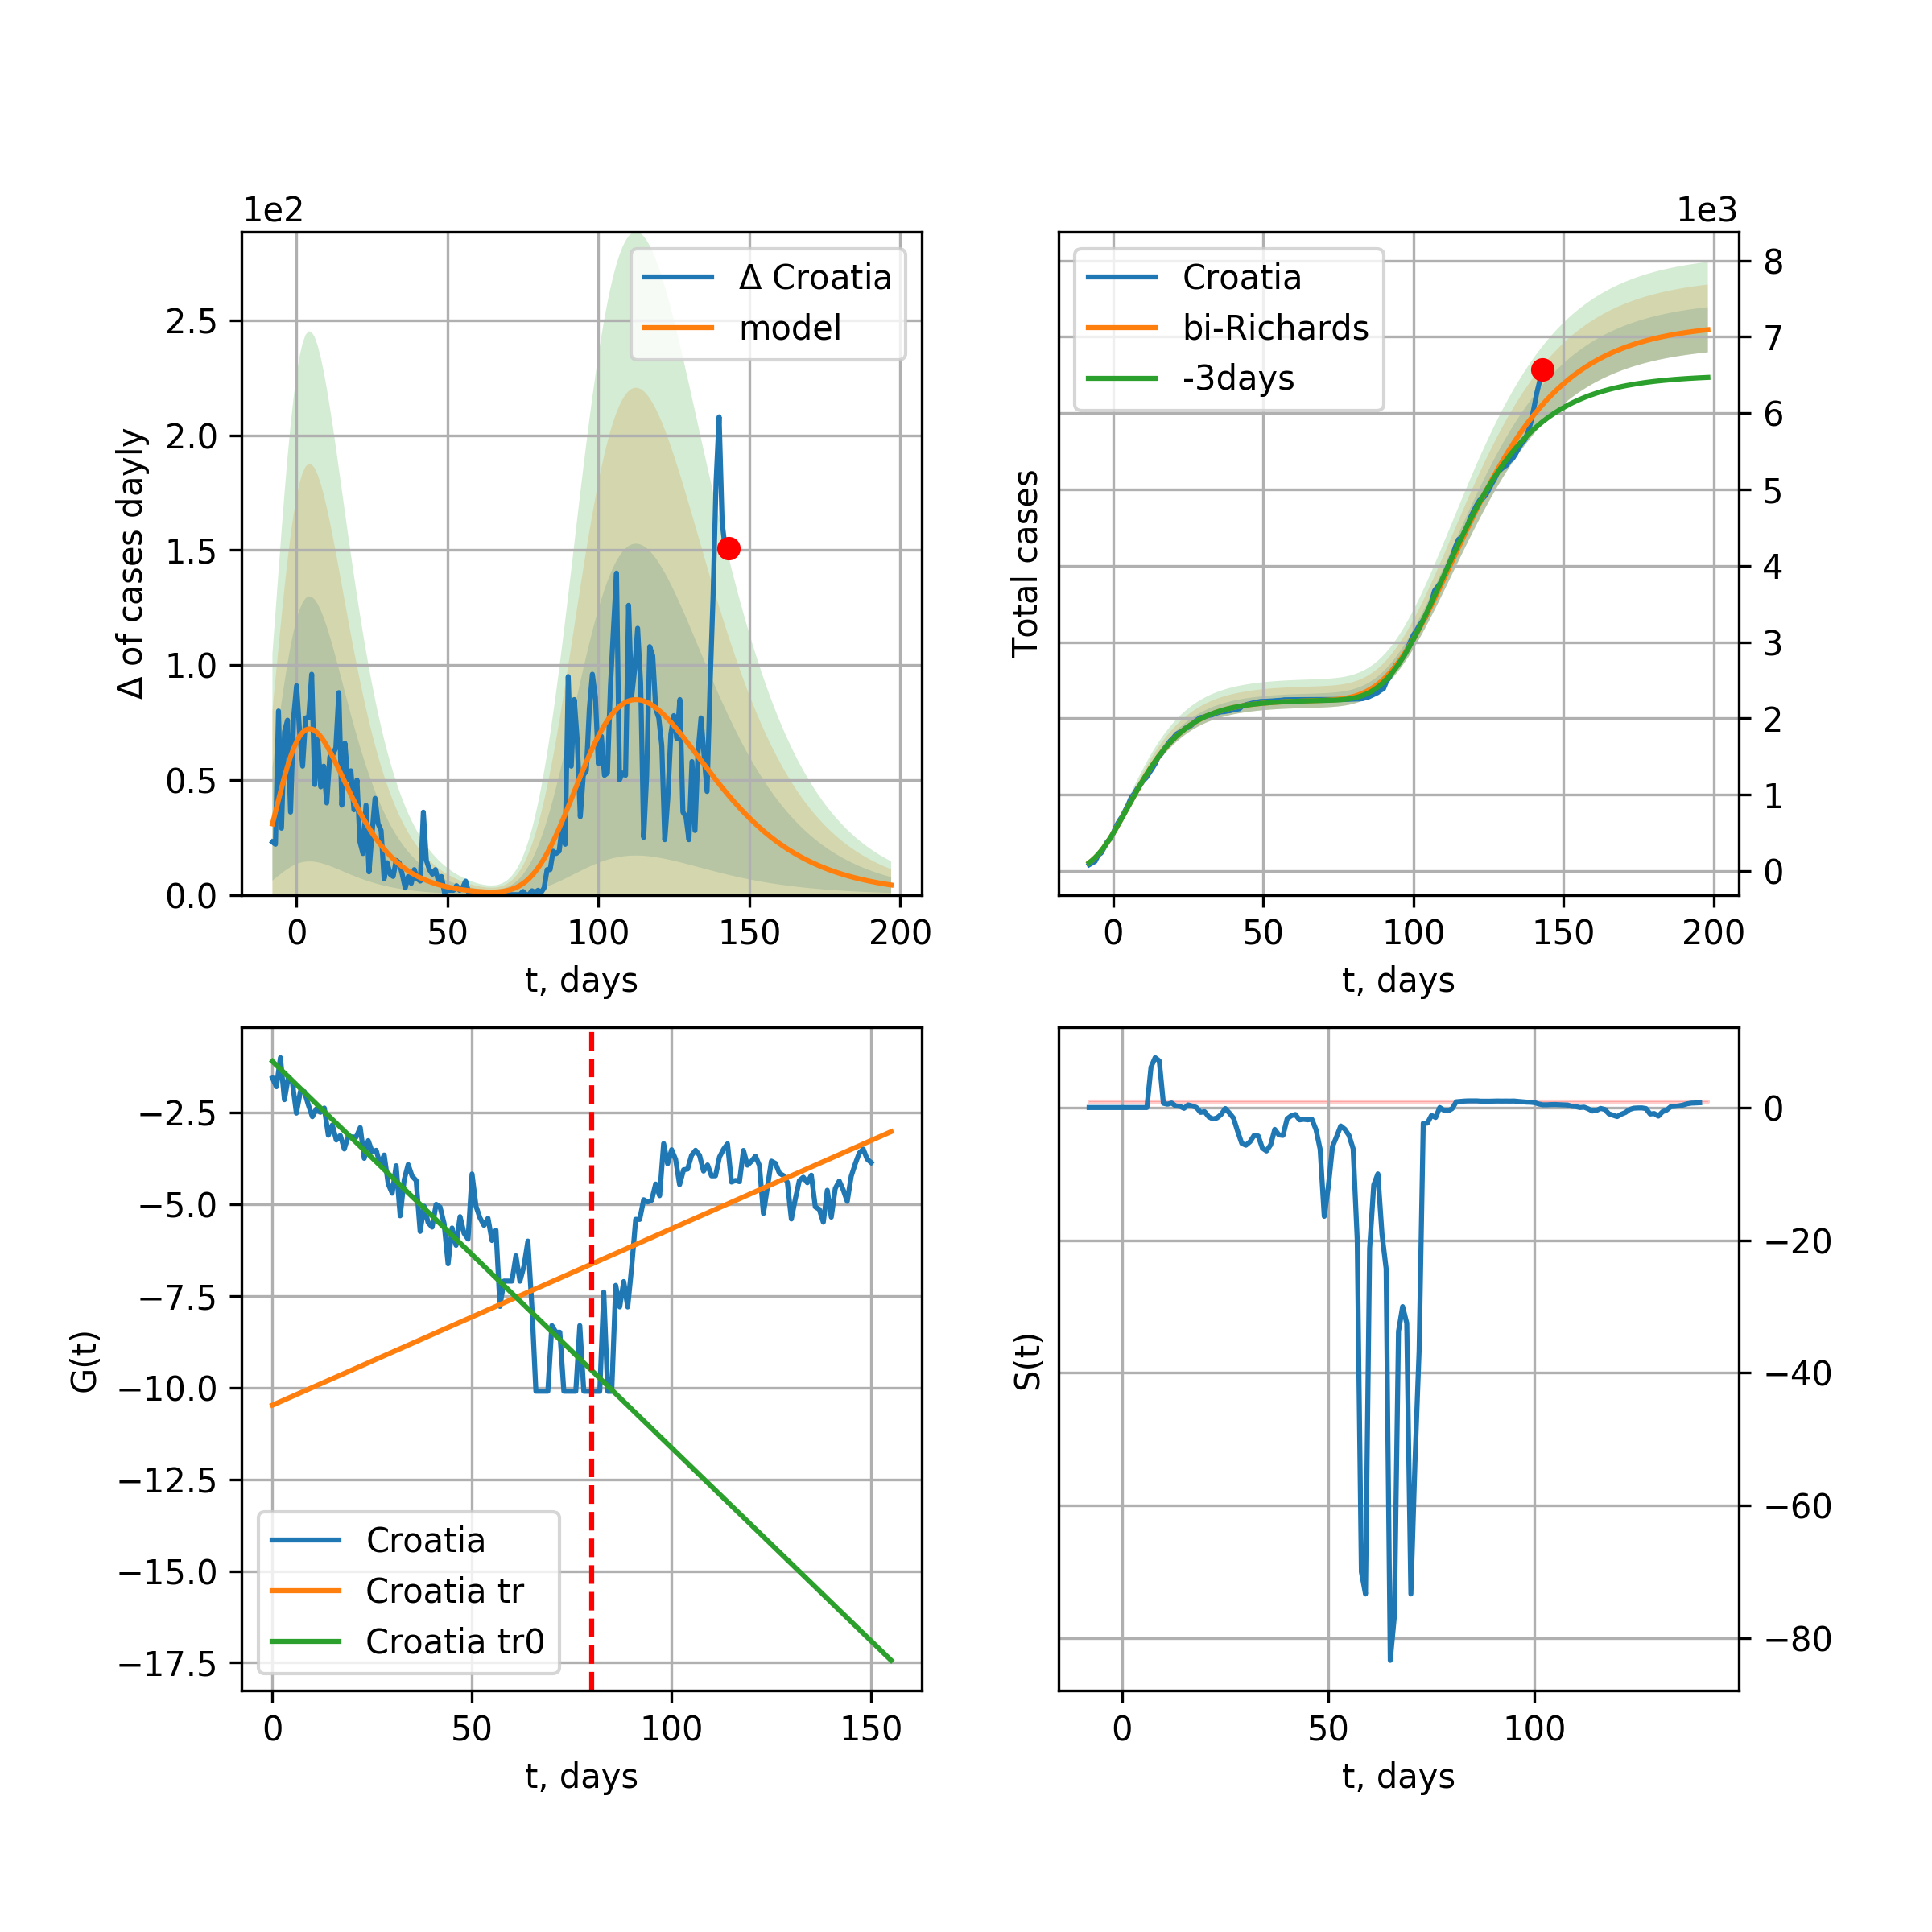 1e2
Δ of cases dayly
2.5
2.0
1.5
1.0
0.5
0.0
Δ Croatia
model
0 50 100 150 200
t, days
1e3
Total cases
Croatia
bi-Richards
-3days
8
7
6
5
4
3
2
1
0
0 50 100 150 200
t, days
G(t)
−2.5
−5.0
−7.5
−10.0
−12.5
−15.0
−17.5
Croatia
Croatia tr
Croatia tr0
0 50 100 150
t, days
S(t)
0
−20
−40
−60
−80
0 50 100
t, days